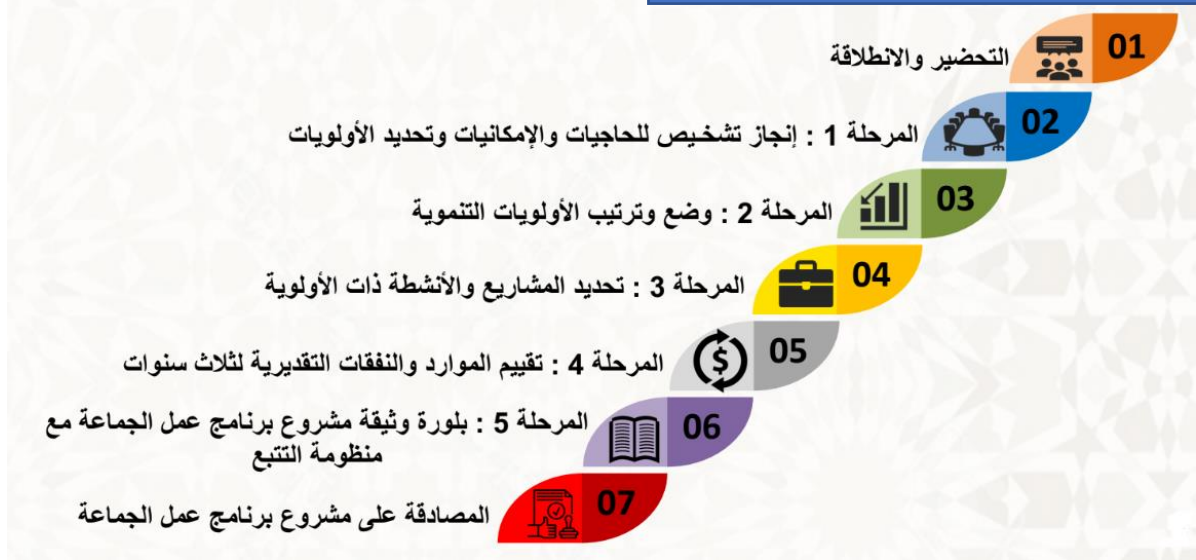 01
التحضير والانطلاقة
02
المرحلة 1 : إنجاز تشخيص للحاجيات والإمكانيات وتحديد الأولويات
03
المرحلة 2 : وضع وترتيب الأولويات التنموية
04
المرحلة 3 : تحديد المشاريع والأنشطة ذات الأولوية
05
المرحلة 4 : تقييم الموارد والنفقات التقديرية لثلاث سنوات
$
06
المرحلة 5 : بلورة وثيقة مشروع برنامج عمل الجماعة مع
منظومة التتبع
07
المصادقة على مشروع برنامج عمل الجماعة